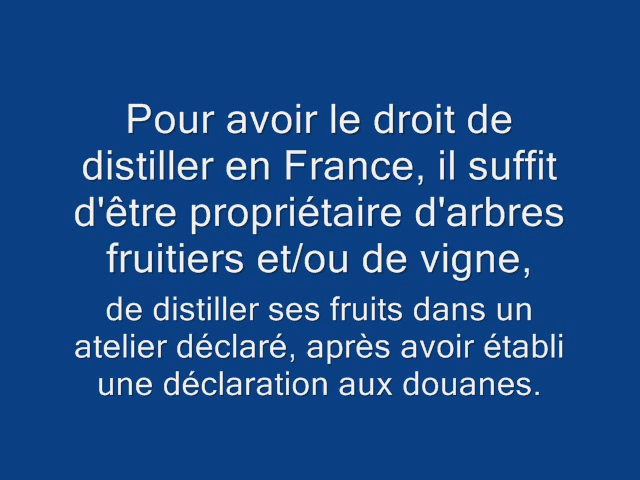 Pour avoir le droit de
distiller en France, il suffit
d'être propriétaire d'arbres
fruitiers et/ou de vigne,
de distiller ses fruits dans un
atelier déclaré, après avoir établi
une déclaration aux douanes.